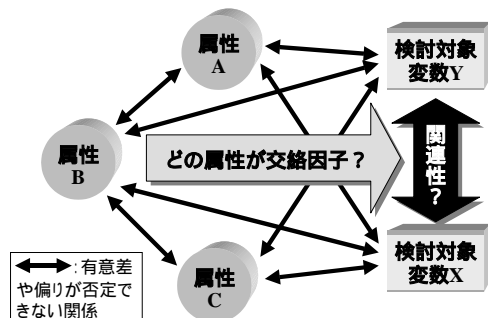 属性
A
検討対象
変数Y
属性
B
どの属性が交絡因子？
関連性？
属性
C
検討対象
変数X
：有意差
や偏りが否定で
きない関係